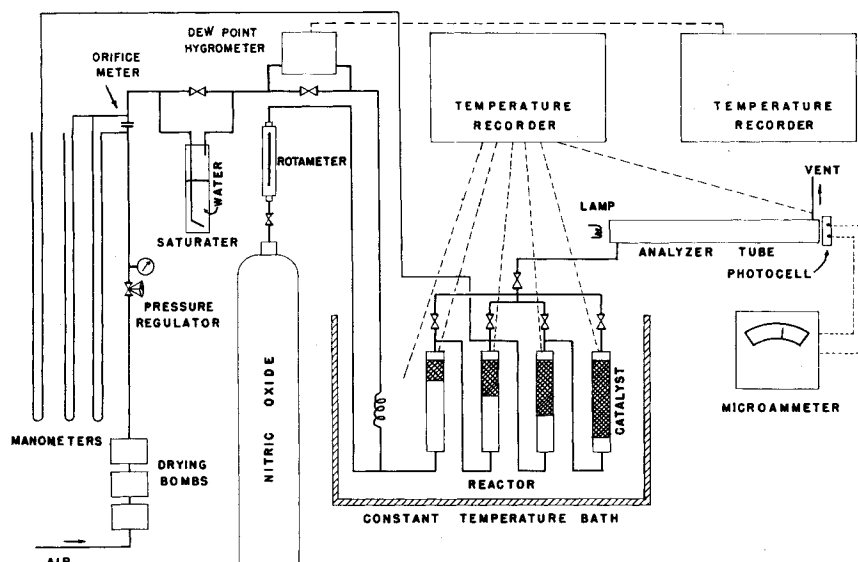 DEW POINT
HYGROMETER
ORIFICE
METER
TEMPERATURE
RECORDER
TEMPERATURE
RECORDER
ROTAMETER
WATER
SATURATER
VENT
LAMP
ANALYZER TUBE
PHOTOCELL
PRESSURE
REGULATOR
NITRIC OXIDE
CATALYST
MICROAMMETER
MANOMETERS
DRYING
BOMBS
REACTOR
CONSTANT TEMPERATURE BATH
AIR